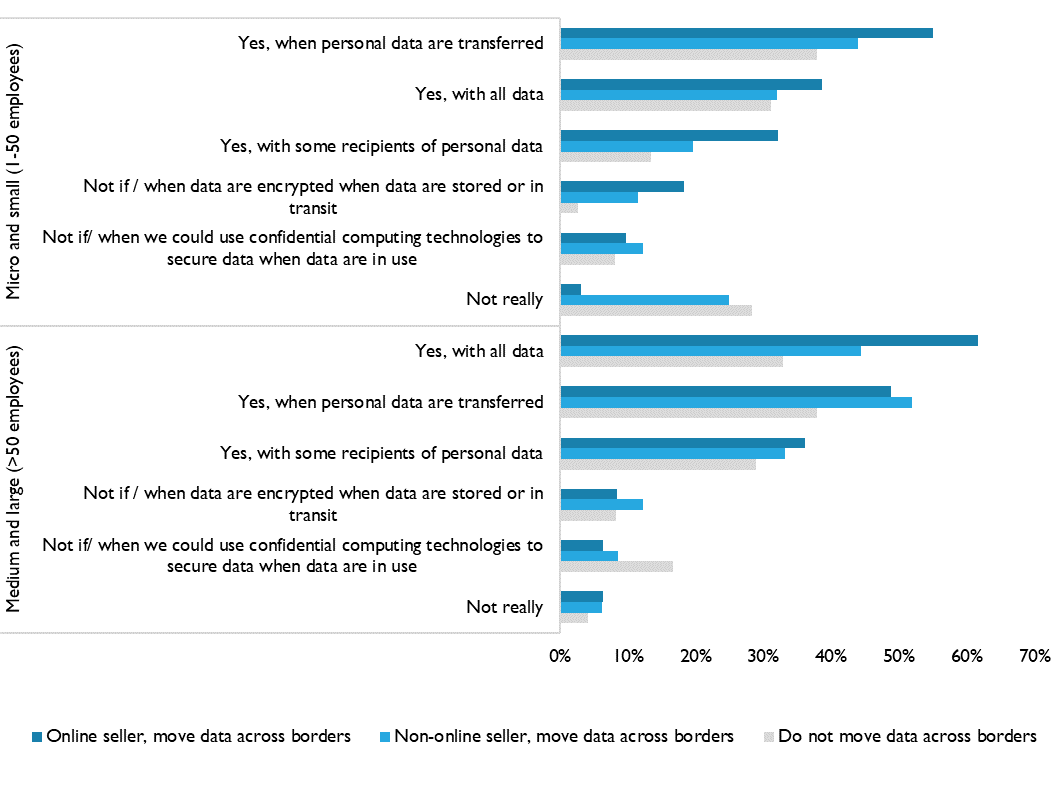 Micro and small (1-50 employees)
Yes, when personal data are transferred
Yes, with all data
Yes, with some recipients of personal data
Not if / when data are encrypted when data are stored or in
transit
Not if/ when we could use confidential computing technologies to
secure data when data are in use
Not really
Medium and large (>50 employees)
Yes, with all data
Yes, when personal data are transferred
Yes, with some recipients of personal data
Not if / when data are encrypted when data are stored or in
transit
Not if/ when we could use confidential computing technologies to
secure data when data are in use
Not really
0% 10% 20% 30% 40% 50% 60% 70%
Online seller, move data across borders Non-online seller, move data across borders Do not move data across borders